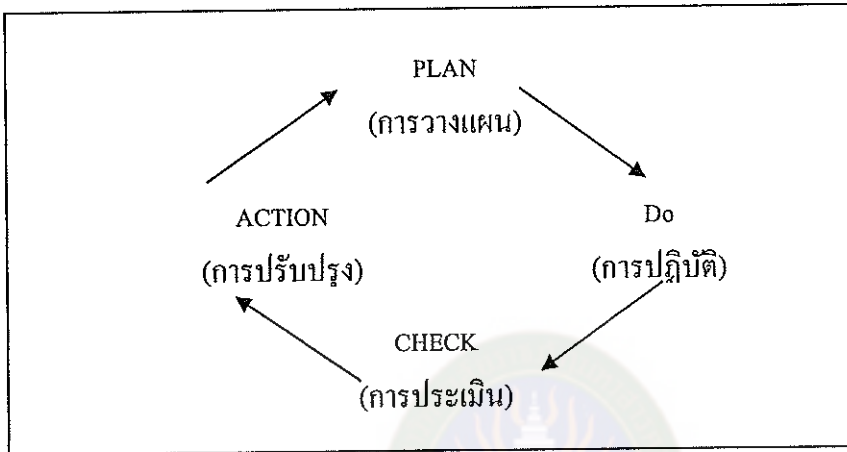 PLAN
(การวางแผน)
Do
(การปฏิบัติ)
CHECK
(การประเมิน)
ACTION
(การปรับปรุง)